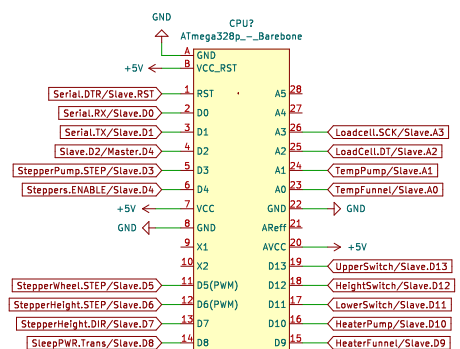 GND
CPU?
ATmega328p_-_Barebone
A GND
+5V B VCC_RST
Serial.DTR/Slave.RST 1 RST A5 28
Serial.RX/Slave.D0 2 D0 A4 27
Serial.TX/Slave.D1 3 D1 A3 26 Loadcell.SCK/Slave.A3
Slave.D2/Master.D4 4 D2 A2 25 LoadCell.DT/Slave.A2
StepperPump.STEP/Slave.D3 5 D3 A1 24 TempPump/Slave.A1
Steppers.ENABLE/Slave.D4 6 D4 A0 23 TempFunnel/Slave.A0
+5V 7 VCC GND 22 GND
GND 8 GND AReff 21
9 X1 AVCC 20 +5V
10 X2 D13 19 UpperSwitch/Slave.D13
StepperWheel.STEP/Slave.D5 11 D5(PWM) D12 18 HeightSwitch/Slave.D12
StepperHeight.STEP/Slave.D6 12 D6(PWM) D11 17 LowerSwitch/Slave.D11
StepperHeight.DIR/Slave.D7 13 D7 D10 16 HeaterPump/Slave.D10
SleepPWR.Trans/Slave.D8 14 D8 D9 15 HeaterFunnel/Slave.D9